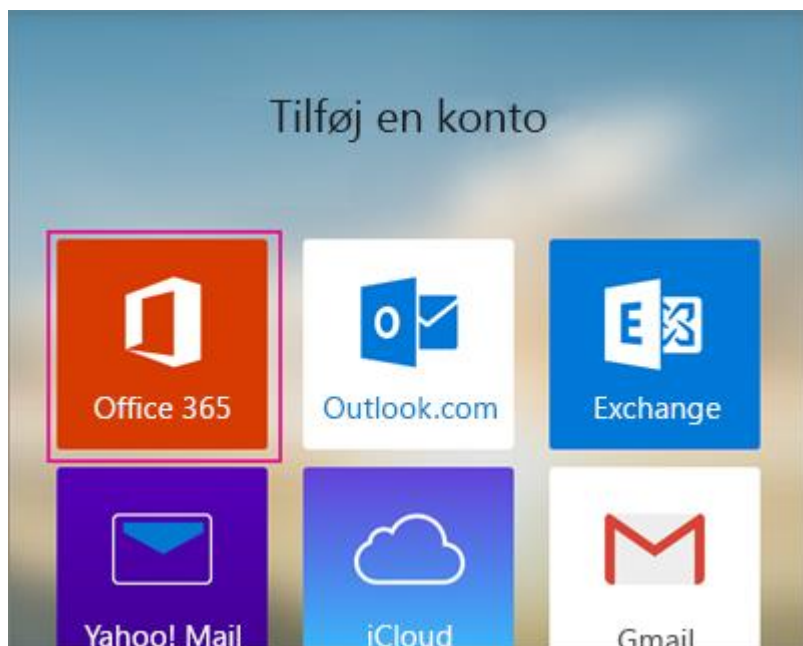 Tilføj en konto
Office 365
O
Outlook.com
E
Exchange
Yahoo! Mail
iCloud
Gmail